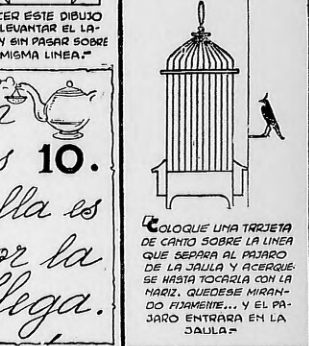 CER ESTE DIBUJO
LEVANTAR EL LA-
Y SIN PASAR SOBRE
MISMA LINEA.=
10.
lla es
or la
llega.
COLOQUE UNA TARJETA
DE CANTO SOBRE LA LINEA
QUE SEPARA AL PAJARO
DE LA JAULA Y ACERQUE-
SE HASTA TOCARLA CON LA
NARIZ. QUEDESE MIRAN-
DO FIJAMENTE... Y EL PA-
JARO ENTRARA EN LA
JAULA.=